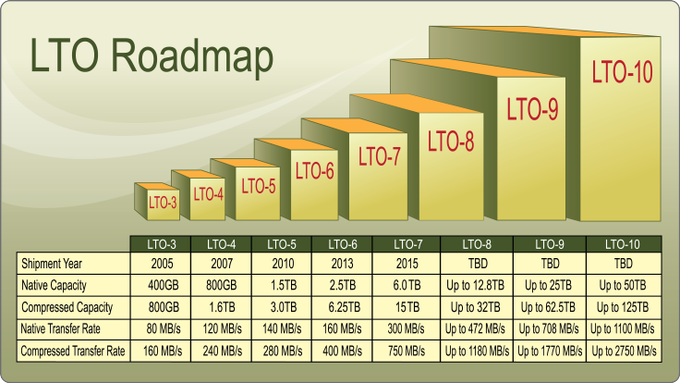 LTO Roadmap
LTO-3
LTO-4
LTO-5
LTO-6
LTO-7
LTO-8
LTO-9
LTO-10
LTO-3 LTO-4 LTO-5 LTO-6 LTO-7 LTO-8 LTO-9 LTO-10
Shipment Year 2005 2007 2010 2013 2015 TBD TBD TBD
Native Capacity 400GB 800GB 1.5TB 2.5TB 6.0TB Up to 12.8TB Up to 25TB Up to 50TB
Compressed Capacity 800GB 1.6TB 3.0TB 6.25TB 15TB Up to 32TB Up to 62.5TB Up to 125TB
Native Transfer Rate 80 MB/s 120 MB/s 140 MB/s 160 MB/s 300 MB/s Up to 472 MB/s Up to 708 MB/s Up to 1100 MB/s
Compressed Transfer Rate 160 MB/s 240 MB/s 280 MB/s 400 MB/s 750 MB/s Up to 1180 MB/s Up to 1770 MB/s Up to 2750 MB/s